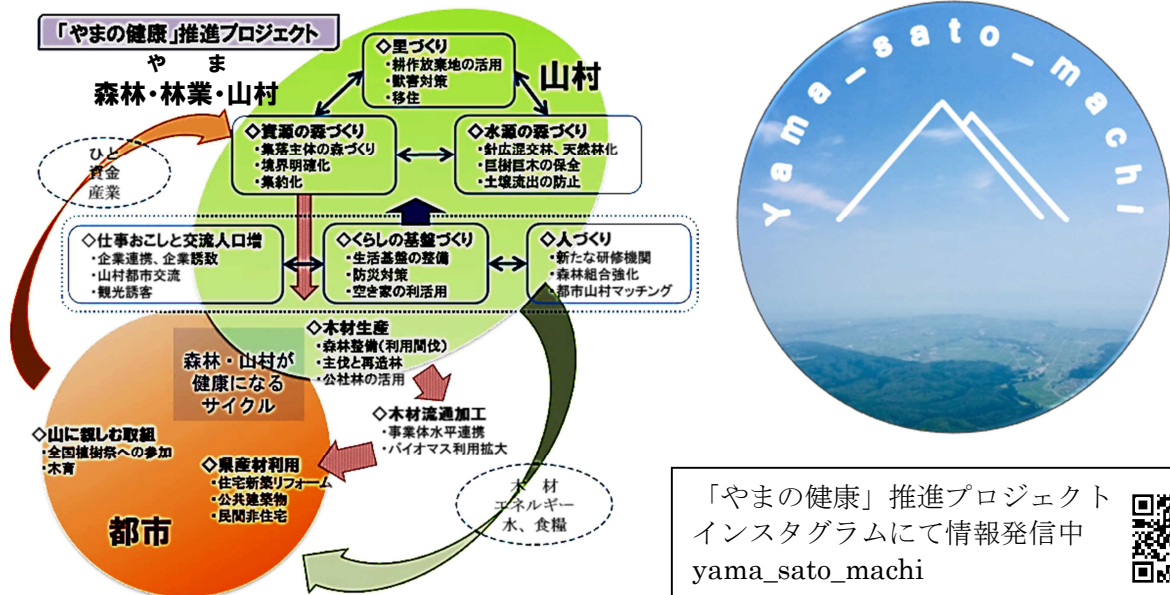 「やまの健康」推進プロジェクト
や　ま
森林・林業・山村
山村
◇里づくり
・耕作放棄地の活用
・獣害対策
・移住
◇資源の森づくり
・集落主体の森づくり
・境界明確化
・集約化
◇水源の森づくり
・針広混交林、天然林化
・巨樹巨木の保全
・土壌流出の防止
ひと
資金
産業
◇仕事おこしと交流人口増
・企業連携、企業誘致
・山村都市交流
・観光誘客
◇くらしの基盤づくり
・生活基盤の整備
・防災対策
・空き家の利活用
◇人づくり
・新たな研修機関
・森林組合強化
・都市山村マッチング
◇木材生産
・森林整備(利用間伐)
・主伐と再造林
・公社林の活用
森林・山村が
健康になる
サイクル
◇木材流通加工
・事業体水平連携
・バイオマス利用拡大
◇山に親しむ取組
・全国植樹祭への参加
・木育
◇県産材利用
・住宅新築リフォーム
・公共建築物
・民間非住宅
都市
木　材
エネルギー
水、食糧
Yama_sato_machi
「やまの健康」推進プロジェクト
インスタグラムにて情報発信中
yama_sato_machi